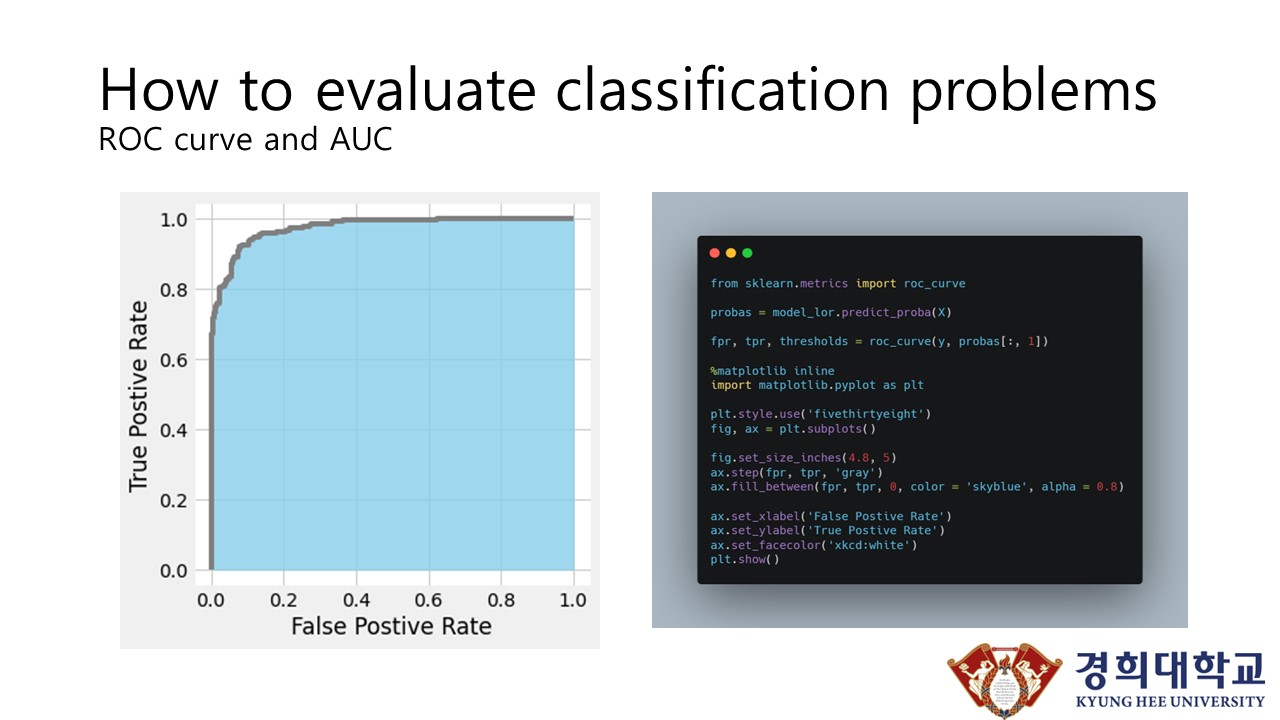 How to evaluate classification problems
ROC curve and AUC
True Postive Rate
1.0
0.8
0.6
0.4
0.2
0.0
0.0 0.2 0.4 0.6 0.8 1.0
False Postive Rate
from sklearn.metrics import roc_curve
probas = model_lor.predict_proba(X)
fpr, tpr, thresholds = roc_curve(y, probas[:, 1])
%matplotlib inline
import matplotlib.pyplot as plt
plt.style.use('fivethirtyeight')
fig, ax = plt.subplots()
fig.set_size_inches(4.8, 5)
ax.step(fpr, tpr, 'gray')
ax.fill_between(fpr, tpr, 0, color = 'skyblue', alpha = 0.8)
ax.set_xlabel('False Postive Rate')
ax.set_ylabel('True Postive Rate')
ax.set_facecolor('xkcd:white')
plt.show()
경희대학교
KYUNG HEE UNIVERSITY